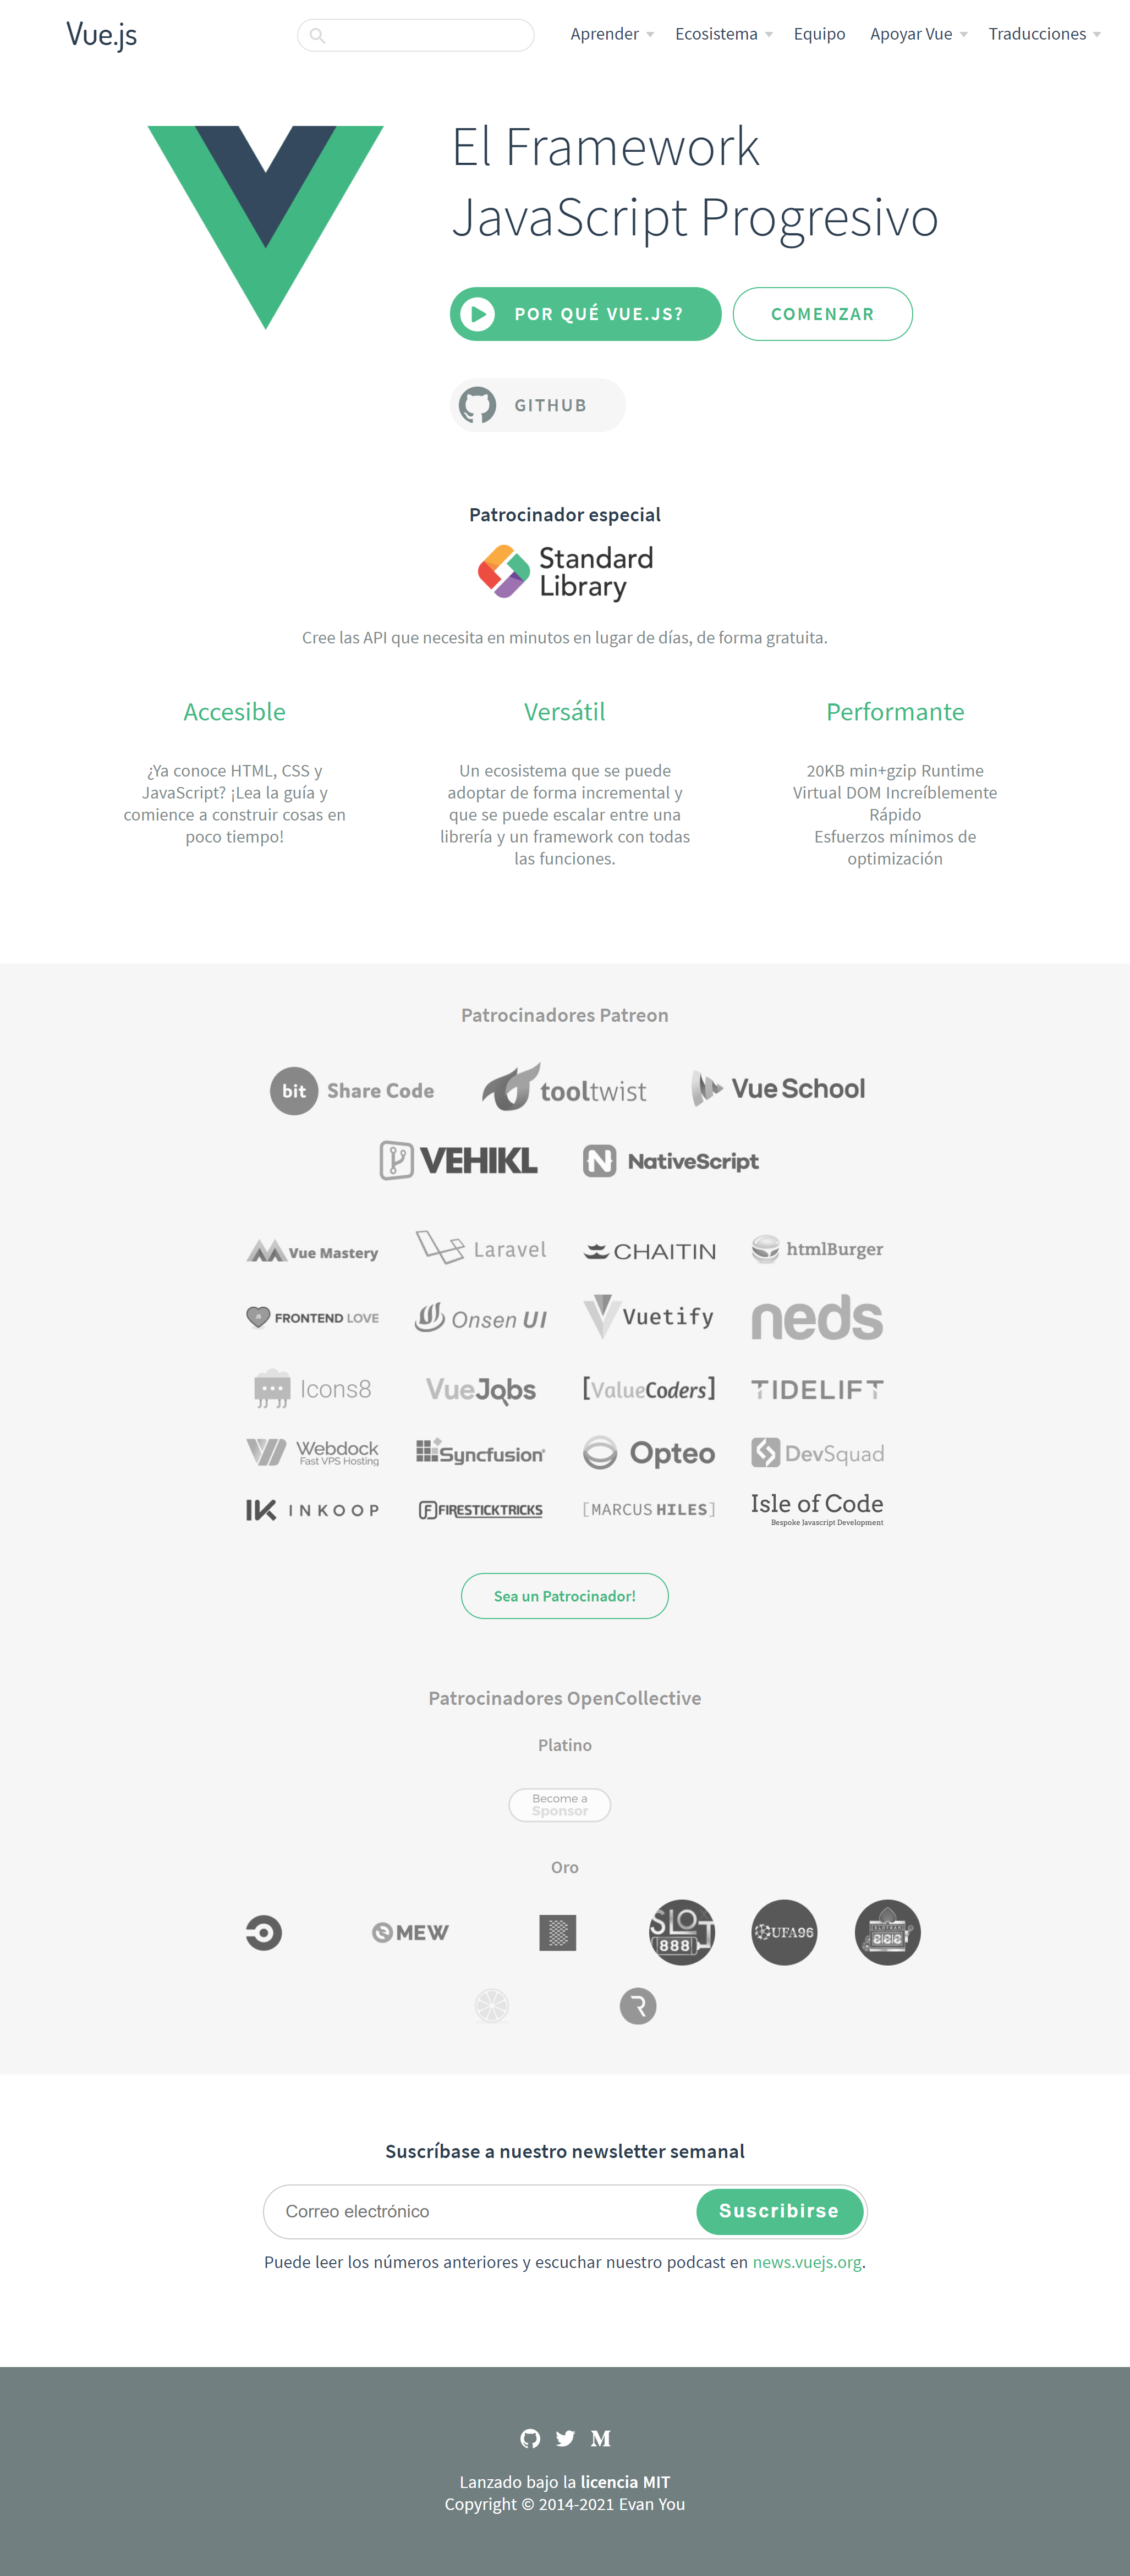 Vue.js
Aprender
Ecosistema
Equipo
Apoyar Vue
Traducciones
El Framework
JavaScript Progresivo
POR QUÉ VUE.JS?
COMENZAR
GITHUB
Patrocinador especial
Standard
Library
Cree las API que necesita en minutos en lugar de días, de forma gratuita.
Accesible
¿Ya conoce HTML, CSS y
JavaScript? ¡Lea la guía y
comience a construir cosas en
poco tiempo!
Versátil
Un ecosistema que se puede
adoptar de forma incremental y
que se puede escalar entre una
librería y un framework con todas
las funciones.
Performante
20KB min+gzip Runtime
Virtual DOM Increíblemente
Rápido
Esfuerzos mínimos de
optimización
Patrocinadores Patreon
bit Share Code
tooltwist
Vue School
VEHIKL
N NativeScript
Vue Mastery
Laravel
CHAITIN
htmlBurger
JS FRONTEND LOVE
Onsen UI
Vuetify
neds
Icons8
VueJobs
[ValueCoders]
TIDELIFT
Webdock
Fast VPS Hosting
Syncfusion
Opteo
DevSquad
INKOOP
F FIRESTICKTRICKS
[MARCUS HILES]
Isle of Code
Bespoke Javascript Development
Sea un Patrocinador!
Patrocinadores OpenCollective
Platino
Become a
Sponsor
Oro
MEW
SLOT
888
UFA96
R
Suscríbase a nuestro newsletter semanal
Correo electrónico
Suscribirse
Puede leer los números anteriores y escuchar nuestro podcast en news.vuejs.org.
M
Lanzado bajo la licencia MIT
Copyright © 2014-2021 Evan You